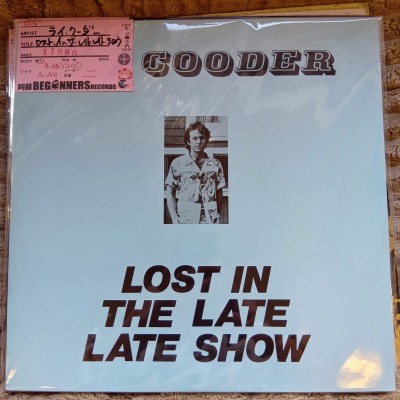 ARTIST ライ・クーダー
TITLE ロスト・イン・ザ・レイト・レイト・ショウ
COODER
BEGINNERS RECORDS
LOST IN
THE LATE
LATE SHOW